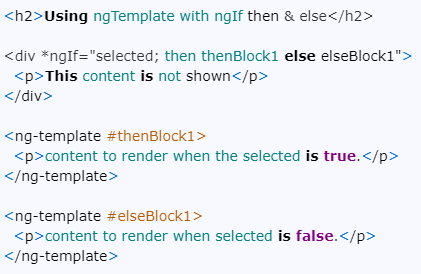 <h2>Using ngTemplate with ngIf then & else</h2>
<div *ngIf="selected; then thenBlock1 else elseBlock1">
<p>This content is not shown</p>
</div>
<ng-template #thenBlock1>
<p>content to render when the selected is true.</p>
</ng-template>
<ng-template #elseBlock1>
<p>content to render when selected is false.</p>
</ng-template>